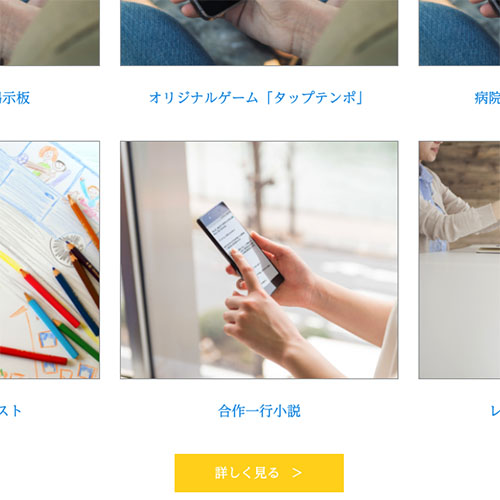 示板
オリジナルゲーム「タップテンポ」
病院
スト
合作一行小説
レ
詳しく見る >